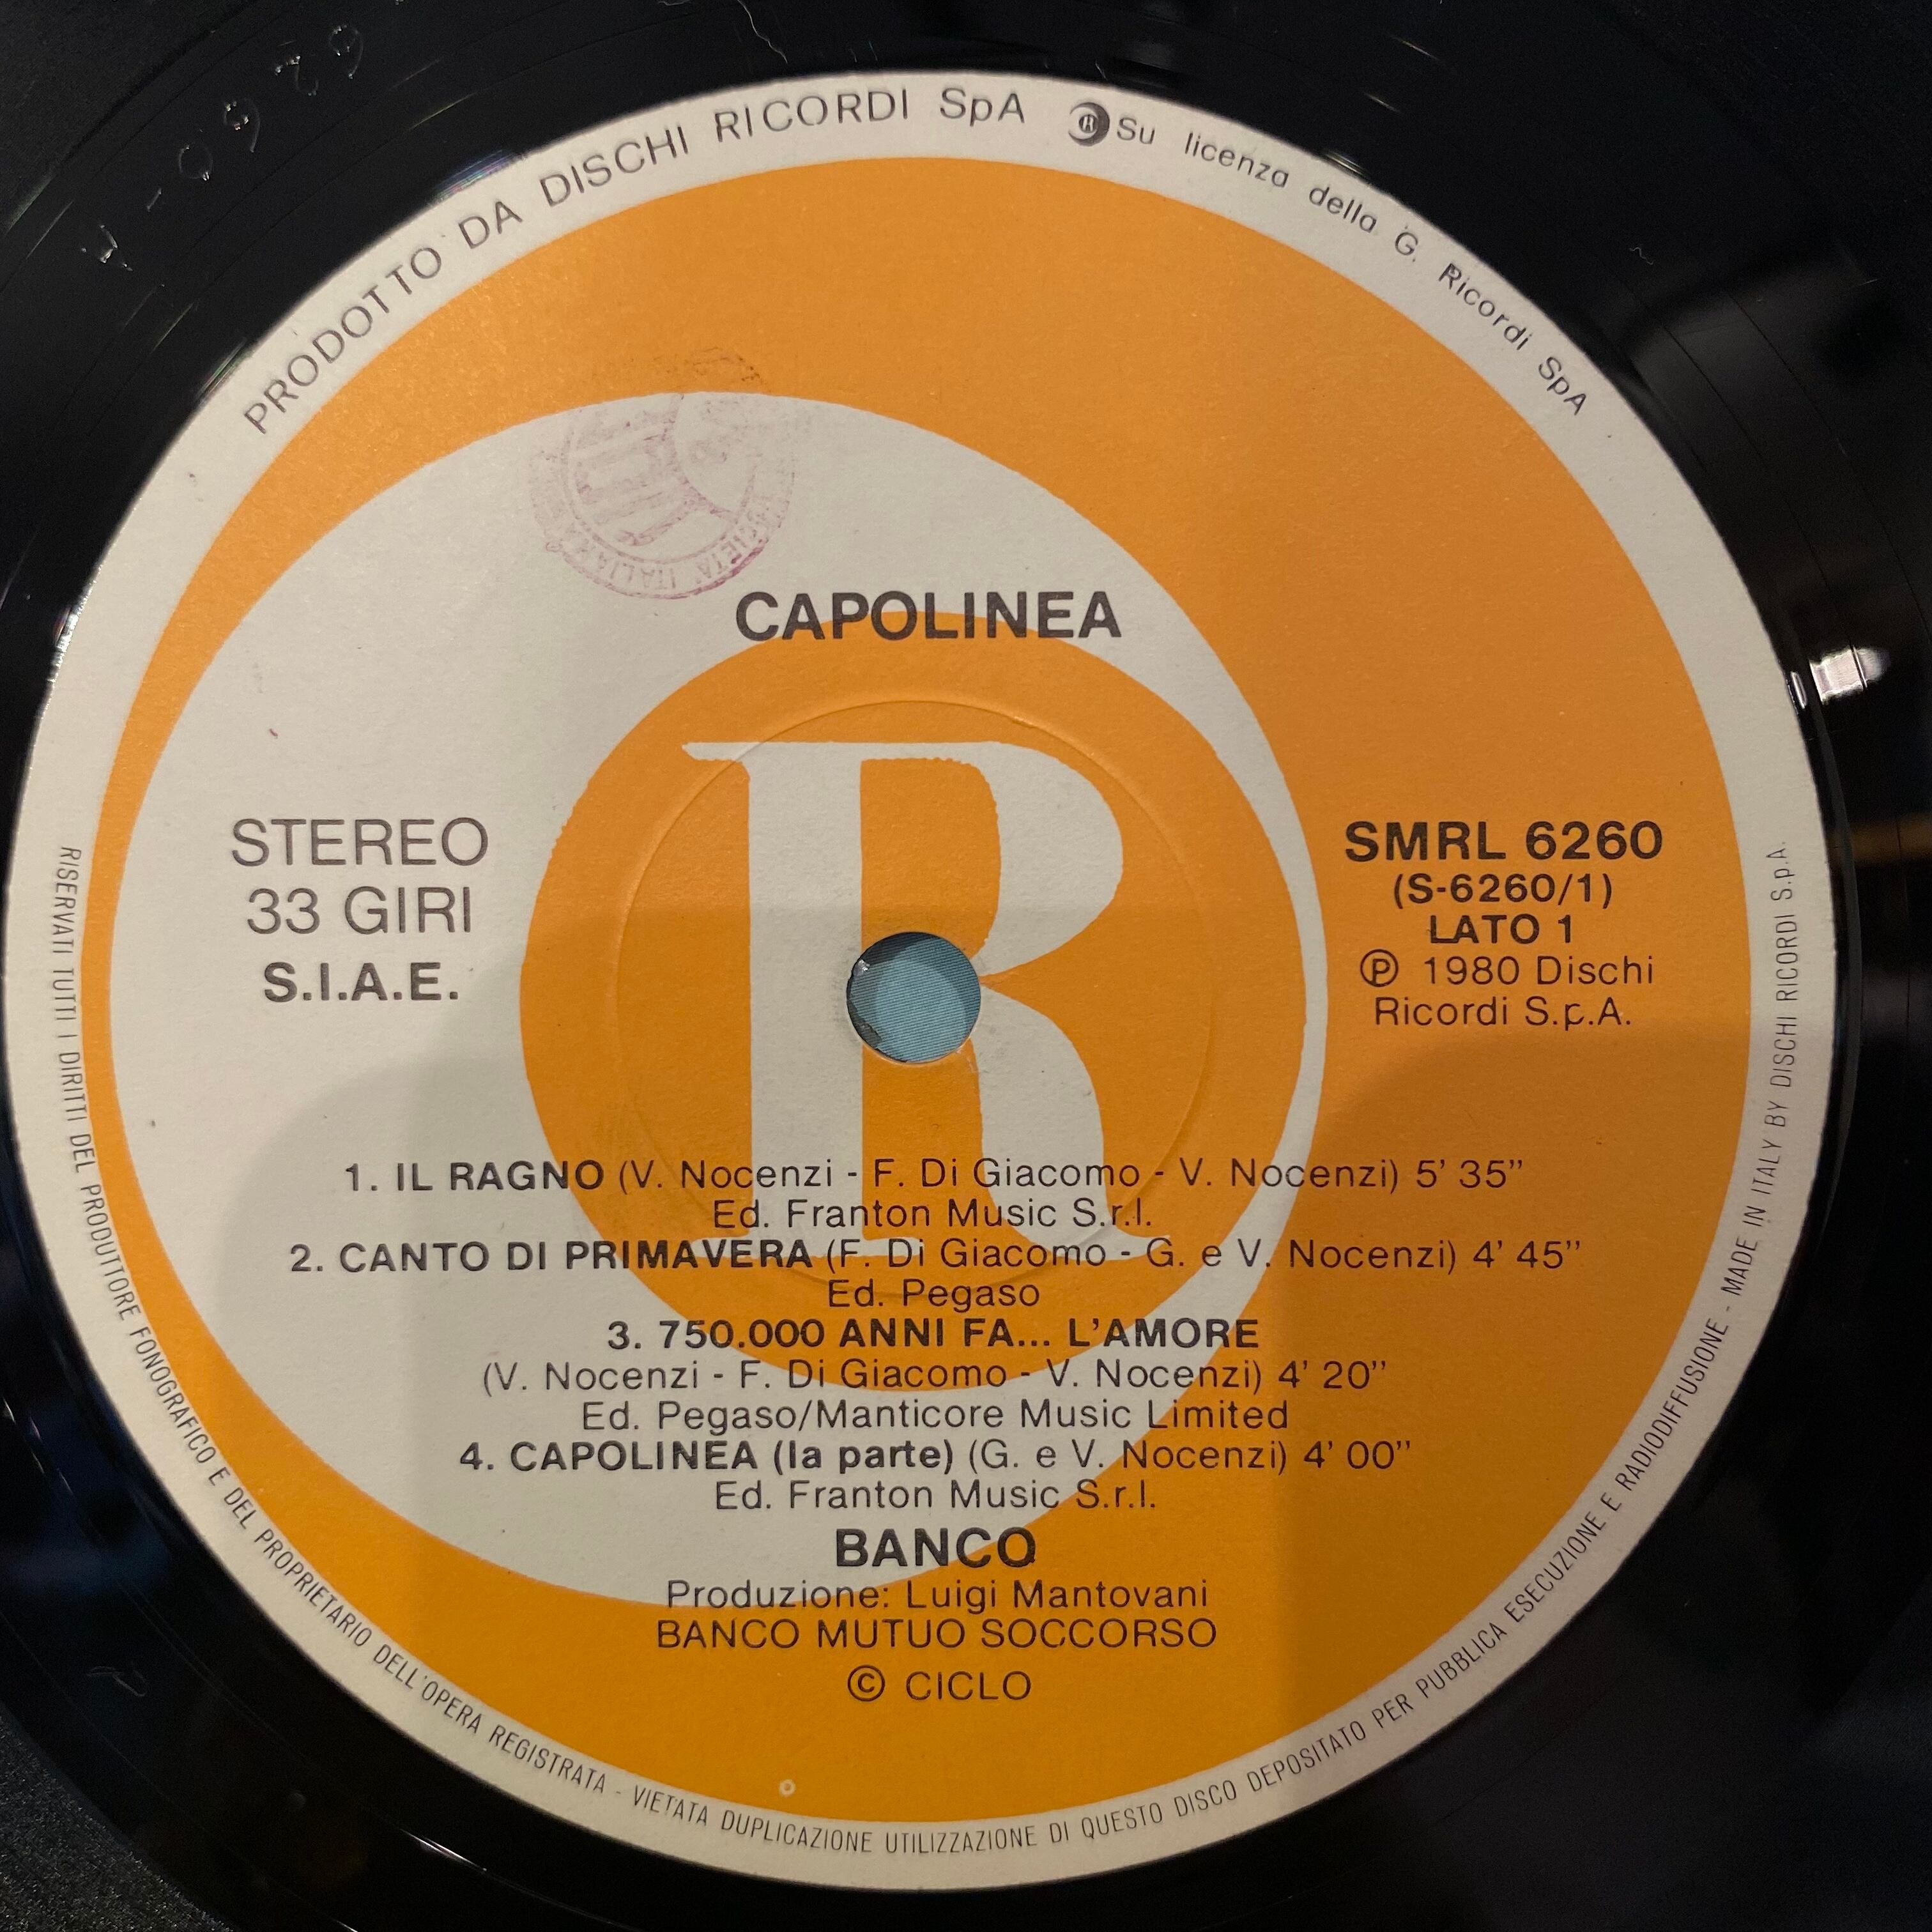 PRODOTTO DA DISCHI RICORDI SpA
R Su licenza della G. Ricordi SpA
SOCIETA' ITALIANA
CAPOLINEA
R
STEREO
33 GIRI
S.I.A.E.
SMRL 6260
(S-6260/1)
LATO 1
Ⓟ 1980 Dischi
Ricordi S.p.A.
1. IL RAGNO (V. Nocenzi - F. Di Giacomo - V. Nocenzi) 5' 35"
Ed. Franton Music S.r.l.
2. CANTO DI PRIMAVERA (F. Di Giacomo - G. e V. Nocenzi) 4' 45"
Ed. Pegaso
3. 750.000 ANNI FA... L'AMORE
(V. Nocenzi - F. Di Giacomo - V. Nocenzi) 4' 20"
Ed. Pegaso/Manticore Music Limited
4. CAPOLINEA (Ia parte) (G. e V. Nocenzi) 4' 00"
Ed. Franton Music S.r.l.
BANCO
Produzione: Luigi Mantovani
BANCO MUTUO SOCCORSO
© CICLO
RISERVATI TUTTI I DIRITTI DEL PRODUTTORE FONOGRAFICO E DEL PROPRIETARIO DELL'OPERA REGISTRATA - VIETATA DUPLICAZIONE UTILIZZAZIONE DI QUESTO DISCO DEPOSITATO PER PUBBLICA ESECUZIONE E RADIODIFFUSIONE - MADE IN ITALY BY DISCHI RICORDI S.p.A.